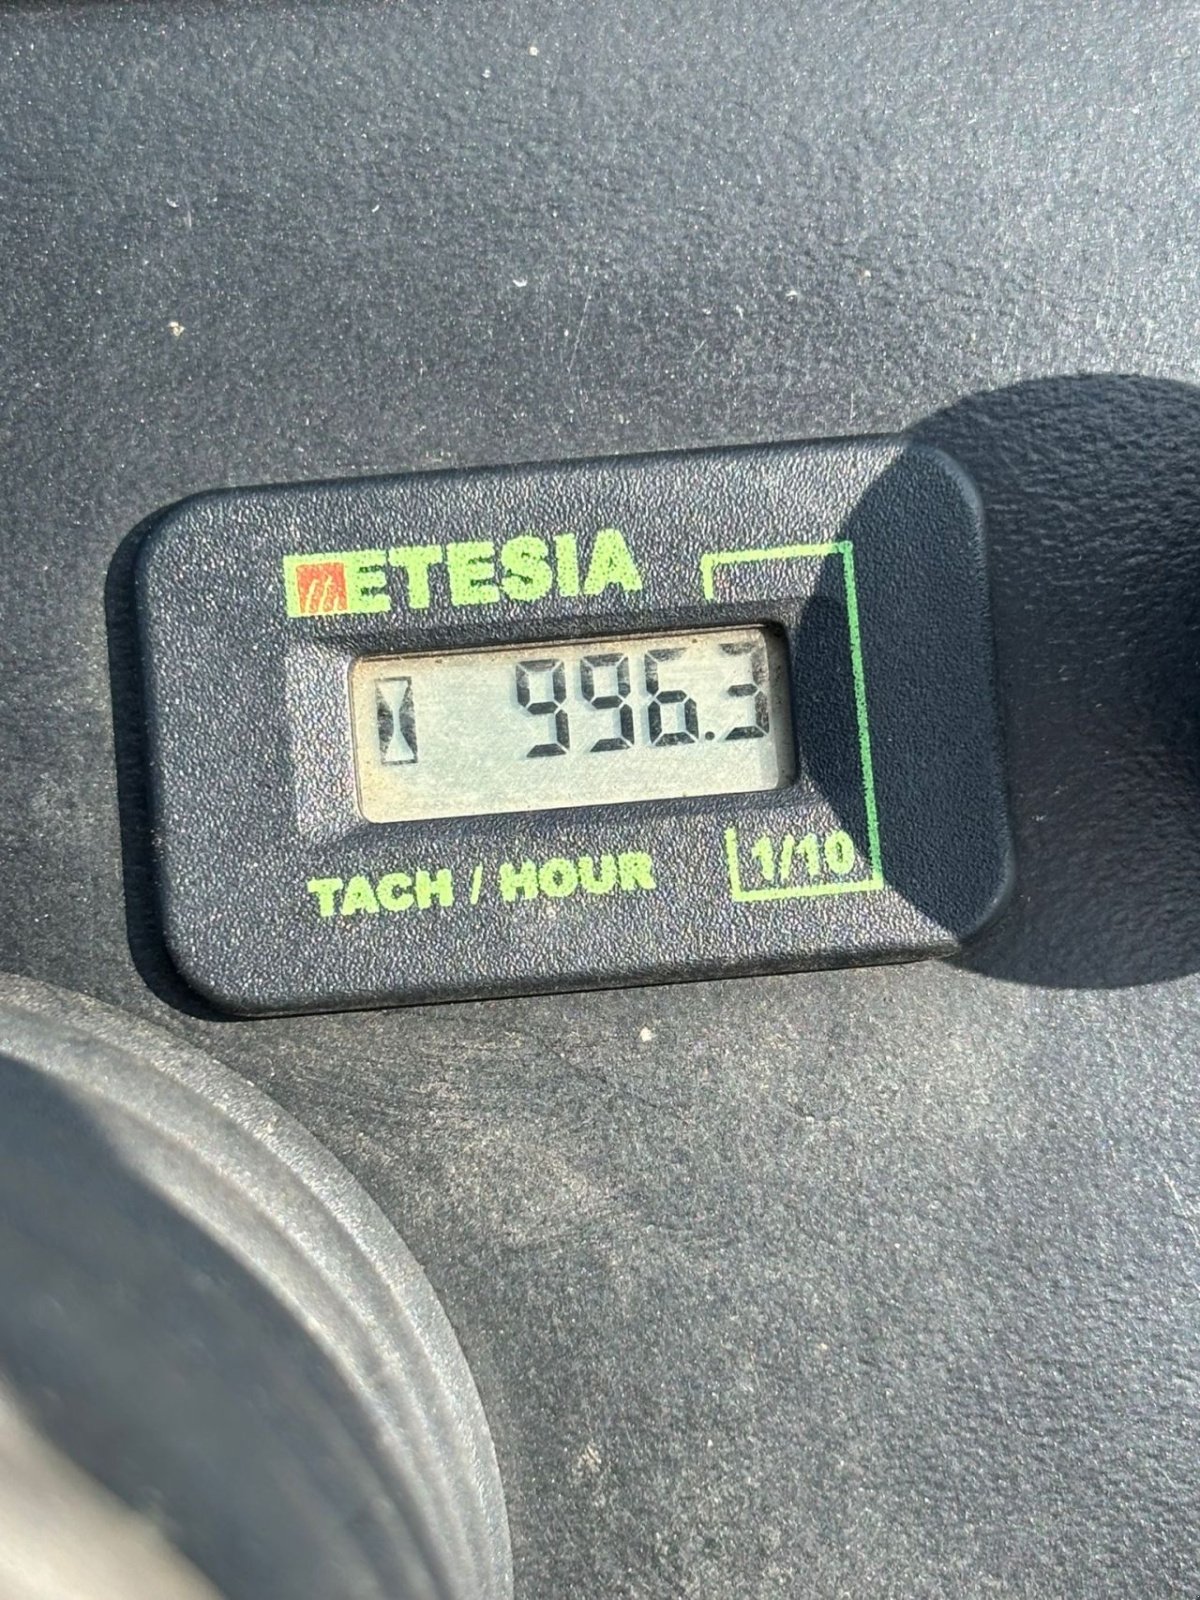 ETESIA
996.3
TACH / HOUR
1/10